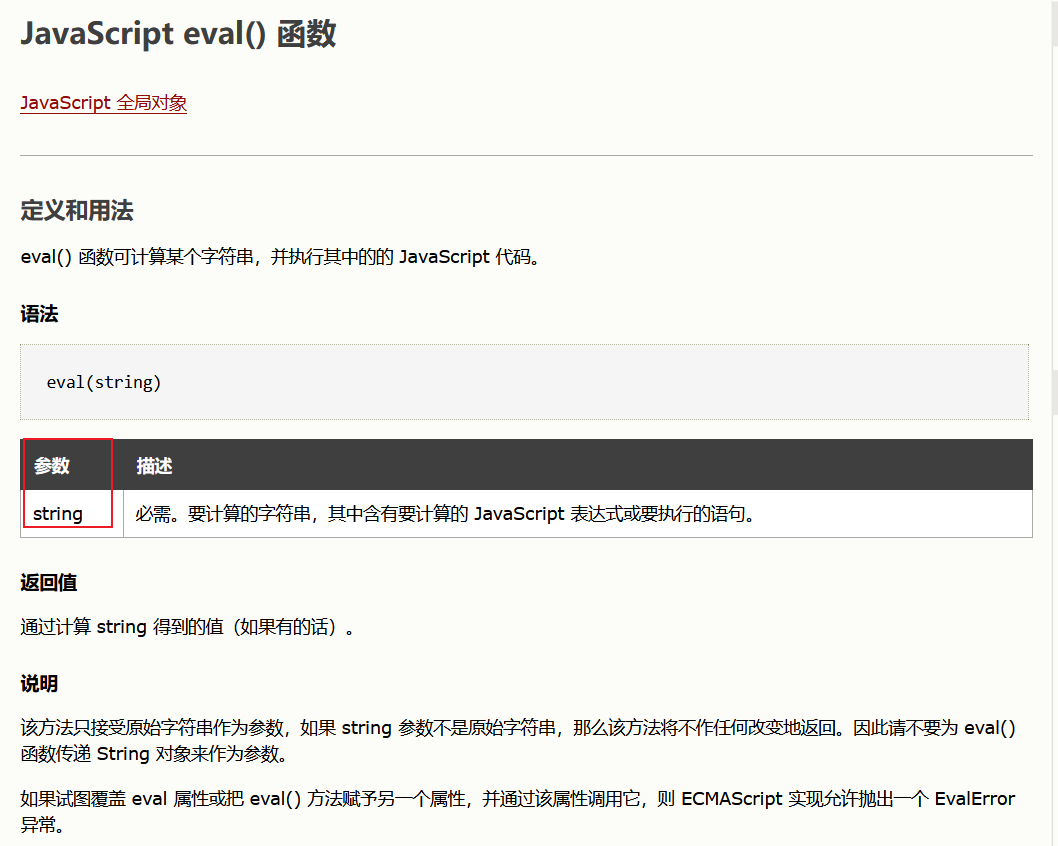 JavaScript eval() 函数
JavaScript 全局对象
定义和用法
eval() 函数可计算某个字符串，并执行其中的的 JavaScript 代码。
语法
eval(string)
参数 描述
string 必需。要计算的字符串，其中含有要计算的 JavaScript 表达式或要执行的语句。
返回值
通过计算 string 得到的值（如果有的话）。
说明
该方法只接受原始字符串作为参数，如果 string 参数不是原始字符串，那么该方法将不作任何改变地返回。因此请不要为 eval()
函数传递 String 对象来作为参数。
如果试图覆盖 eval 属性或把 eval() 方法赋予另一个属性，并通过该属性调用它，则 ECMAScript 实现允许抛出一个 EvalError
异常。